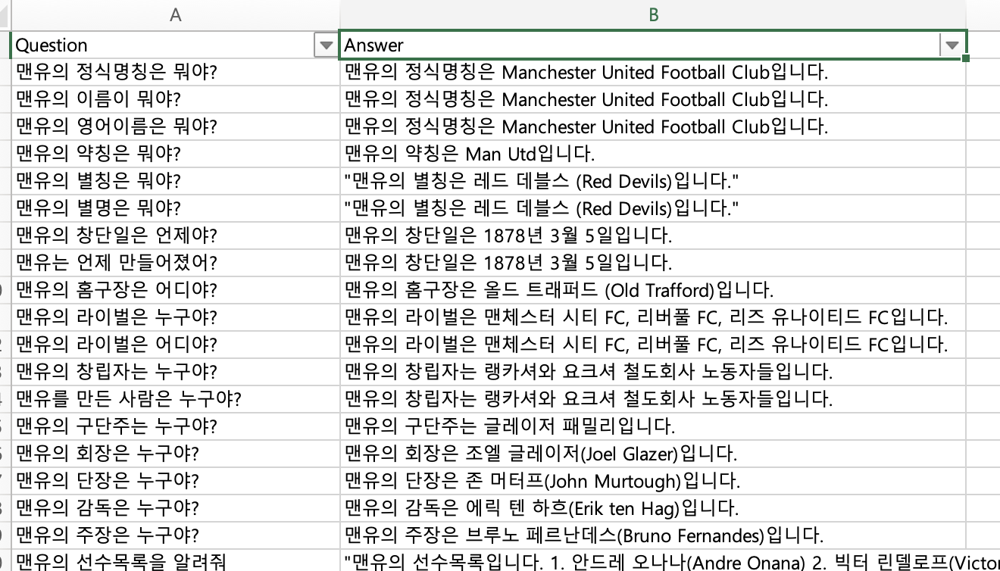 A B
Question Answer
맨유의 정식명칭은 뭐야? 맨유의 정식명칭은 Manchester United Football Club입니다.
맨유의 이름이 뭐야? 맨유의 정식명칭은 Manchester United Football Club입니다.
맨유의 영어이름은 뭐야? 맨유의 정식명칭은 Manchester United Football Club입니다.
맨유의 약칭은 뭐야? 맨유의 약칭은 Man Utd입니다.
맨유의 별칭은 뭐야? "맨유의 별칭은 레드 데블스 (Red Devils)입니다."
맨유의 별명은 뭐야? "맨유의 별칭은 레드 데블스 (Red Devils)입니다."
맨유의 창단일은 언제야? 맨유의 창단일은 1878년 3월 5일입니다.
맨유는 언제 만들어졌어? 맨유의 창단일은 1878년 3월 5일입니다.
맨유의 홈구장은 어디야? 맨유의 홈구장은 올드 트래퍼드 (Old Trafford)입니다.
맨유의 라이벌은 누구야? 맨유의 라이벌은 맨체스터 시티 FC, 리버풀 FC, 리즈 유나이티드 FC입니다.
맨유의 라이벌은 어디야? 맨유의 라이벌은 맨체스터 시티 FC, 리버풀 FC, 리즈 유나이티드 FC입니다.
맨유의 창립자는 누구야? 맨유의 창립자는 랭카셔와 요크셔 철도회사 노동자들입니다.
맨유를 만든 사람은 누구야? 맨유의 창립자는 랭카셔와 요크셔 철도회사 노동자들입니다.
맨유의 구단주는 누구야? 맨유의 구단주는 글레이저 패밀리입니다.
맨유의 회장은 누구야? 맨유의 회장은 조엘 글레이저(Joel Glazer)입니다.
맨유의 단장은 누구야? 맨유의 단장은 존 머터프(John Murtough)입니다.
맨유의 감독은 누구야? 맨유의 감독은 에릭 텐 하흐(Erik ten Hag)입니다.
맨유의 주장은 누구야? 맨유의 주장은 브루노 페르난데스(Bruno Fernandes)입니다.
맨유의 선수목록을 알려줘 "맨유의 선수목록입니다. 1. 안드레 오나나(Andre Onana) 2. 빅터 린델로프(Victor